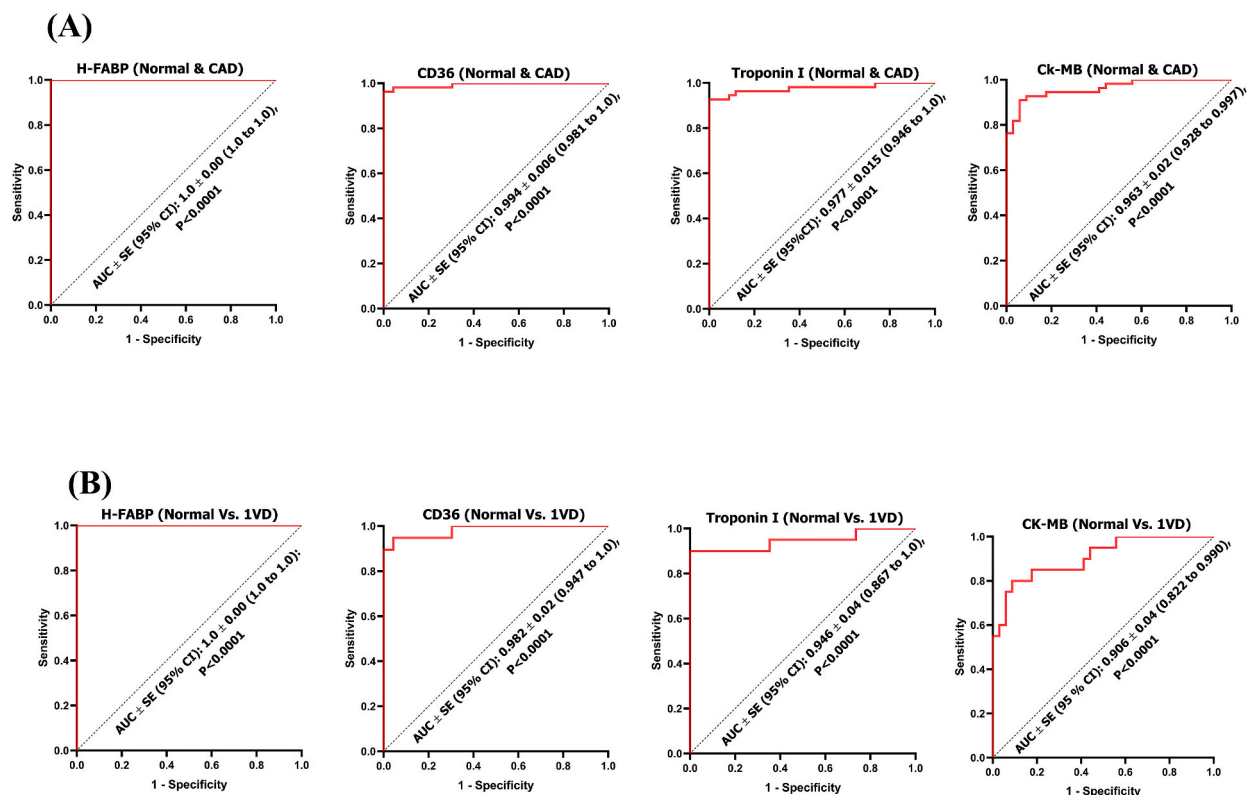 (A)
H-FABP (Normal & CAD)
1.0
0.8
0.6
0.4
0.2
0.0
Sensitivity
AUC ± SE (95% CI): 1.0 ± 0.00 (1.0 to 1.0),
P<0.0001
0.0 0.2 0.4 0.6 0.8 1.0
1 - Specificity
CD36 (Normal & CAD)
1.0
0.8
0.6
0.4
0.2
0.0
Sensitivity
AUC ± SE (95% CI): 0.994 ± 0.006 (0.981 to 1.0),
P<0.0001
0.0 0.2 0.4 0.6 0.8 1.0
1 - Specificity
Troponin I (Normal & CAD)
1.0
0.8
0.6
0.4
0.2
0.0
Sensitivity
AUC ± SE (95%CI): 0.977 ± 0.015 (0.946 to 1.0),
P<0.0001
0.0 0.2 0.4 0.6 0.8 1.0
1 - Specificity
Ck-MB (Normal & CAD)
1.0
0.8
0.6
0.4
0.2
0.0
Sensitivity
AUC ± SE (95% CI): 0.963 ± 0.02 (0.928 to 0.997),
P<0.0001
0.0 0.2 0.4 0.6 0.8 1.0
1 - Specificity
(B)
H-FABP (Normal Vs. 1VD)
1.0
0.8
0.6
0.4
0.2
0.0
Sensitivity
AUC ± SE (95% CI): 1.0 ± 0.00 (1.0 to 1.0):
P<0.0001
0.0 0.2 0.4 0.6 0.8 1.0
1 - Specificity
CD36 (Normal Vs. 1VD)
1.0
0.8
0.6
0.4
0.2
0.0
Sensitivity
AUC ± SE (95% CI): 0.982 ± 0.02 (0.947 to 1.0),
P<0.0001
0.0 0.2 0.4 0.6 0.8 1.0
1 - Specificity
Troponin I (Normal Vs. 1VD)
1.0
0.8
0.6
0.4
0.2
0.0
Sensitivity
AUC ± SE (95% CI): 0.946 ± 0.04 (0.867 to 1.0),
P<0.0001
0.0 0.2 0.4 0.6 0.8 1.0
1 - Specificity
CK-MB (Normal Vs. 1VD)
1.0
0.8
0.6
0.4
0.2
0.0
Sensitivity
AUC ± SE (95 % CI): 0.906 ± 0.04 (0.822 to 0.990),
P<0.0001
0.0 0.2 0.4 0.6 0.8 1.0
1 - Specificity